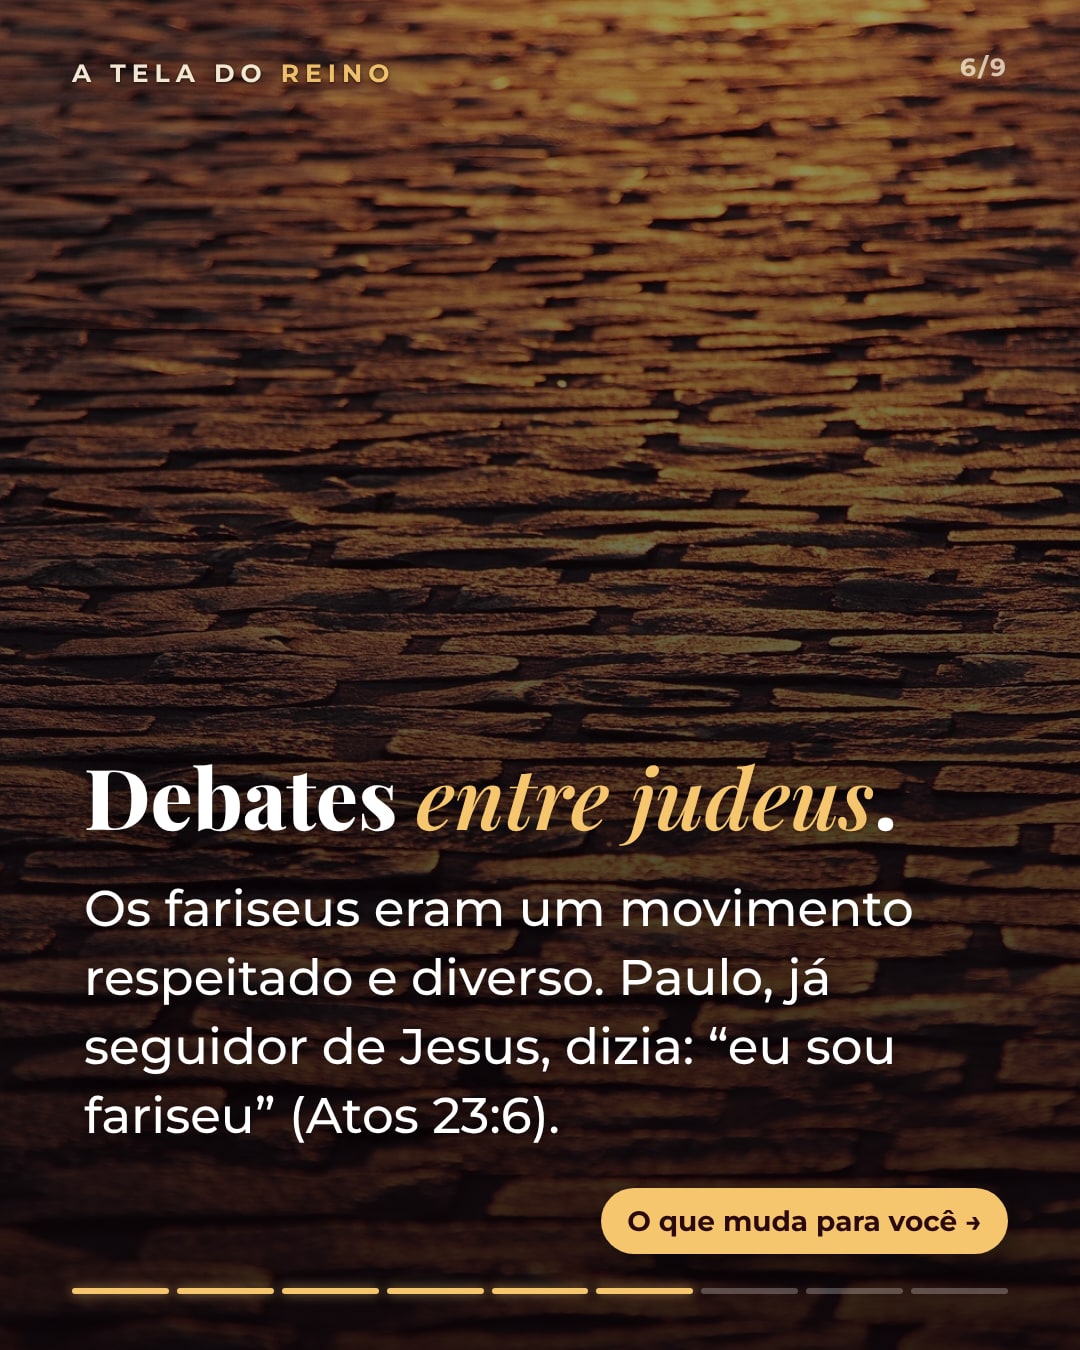 A TELA DO REINO
6/9
Debates entre judeus.
Os fariseus eram um movimento
respeitado e diverso. Paulo, já
seguidor de Jesus, dizia: “eu sou
fariseu” (Atos 23:6).
O que muda para você →